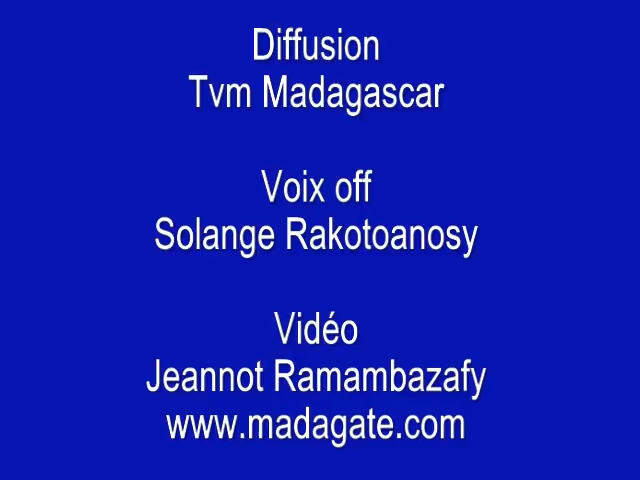 Diffusion
Tvm Madagascar
Voix off
Solange Rakotoanosy
Vidéo
Jeannot Ramambazafy
www.madagate.com